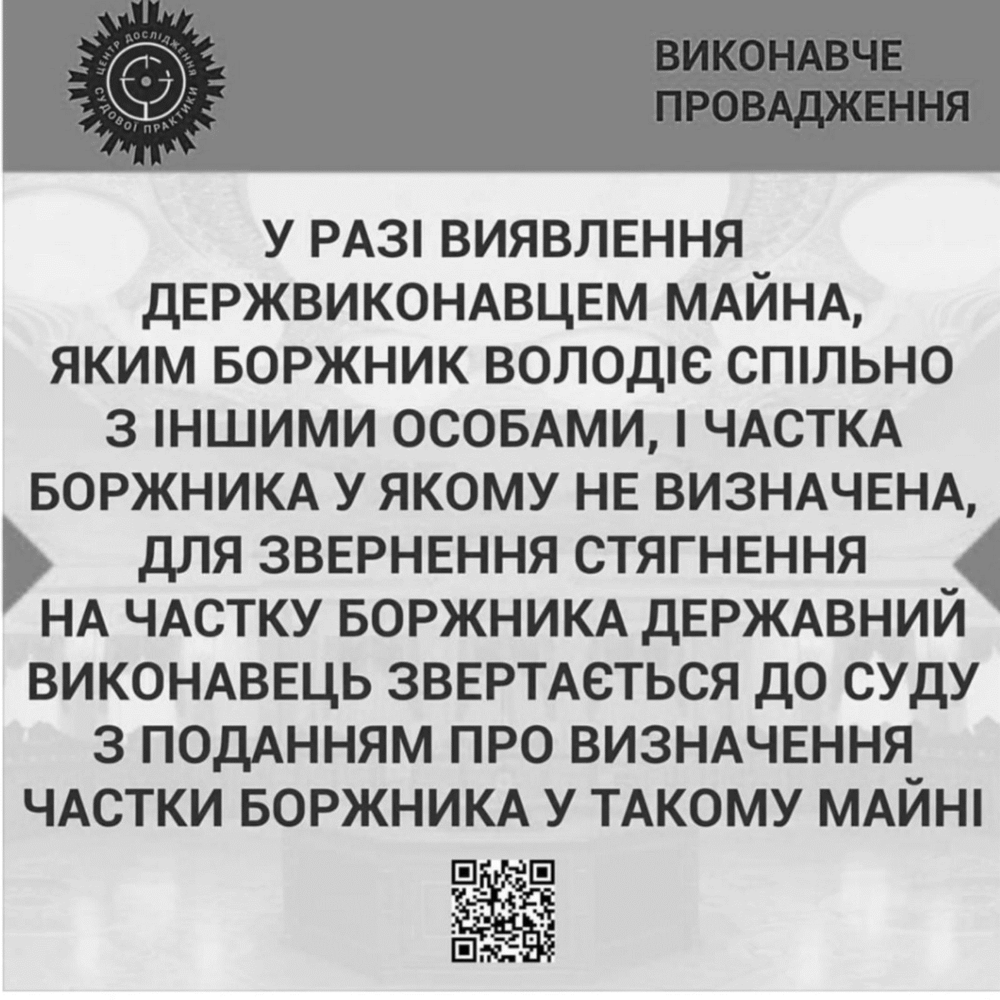 ЦЕНТР ДОСЛІДЖЕННЯ
СУДОВОЇ ПРАКТИКИ
ВИКОНАВЧЕ
ПРОВАДЖЕННЯ
У РАЗІ ВИЯВЛЕННЯ
ДЕРЖВИКОНАВЦЕМ МАЙНА,
ЯКИМ БОРЖНИК ВОЛОДІЄ СПІЛЬНО
З ІНШИМИ ОСОБАМИ, І ЧАСТКА
БОРЖНИКА У ЯКОМУ НЕ ВИЗНАЧЕНА,
ДЛЯ ЗВЕРНЕННЯ СТЯГНЕННЯ
НА ЧАСТКУ БОРЖНИКА ДЕРЖАВНИЙ
ВИКОНАВЕЦЬ ЗВЕРТАЄТЬСЯ ДО СУДУ
З ПОДАННЯМ ПРО ВИЗНАЧЕННЯ
ЧАСТКИ БОРЖНИКА У ТАКОМУ МАЙНІ